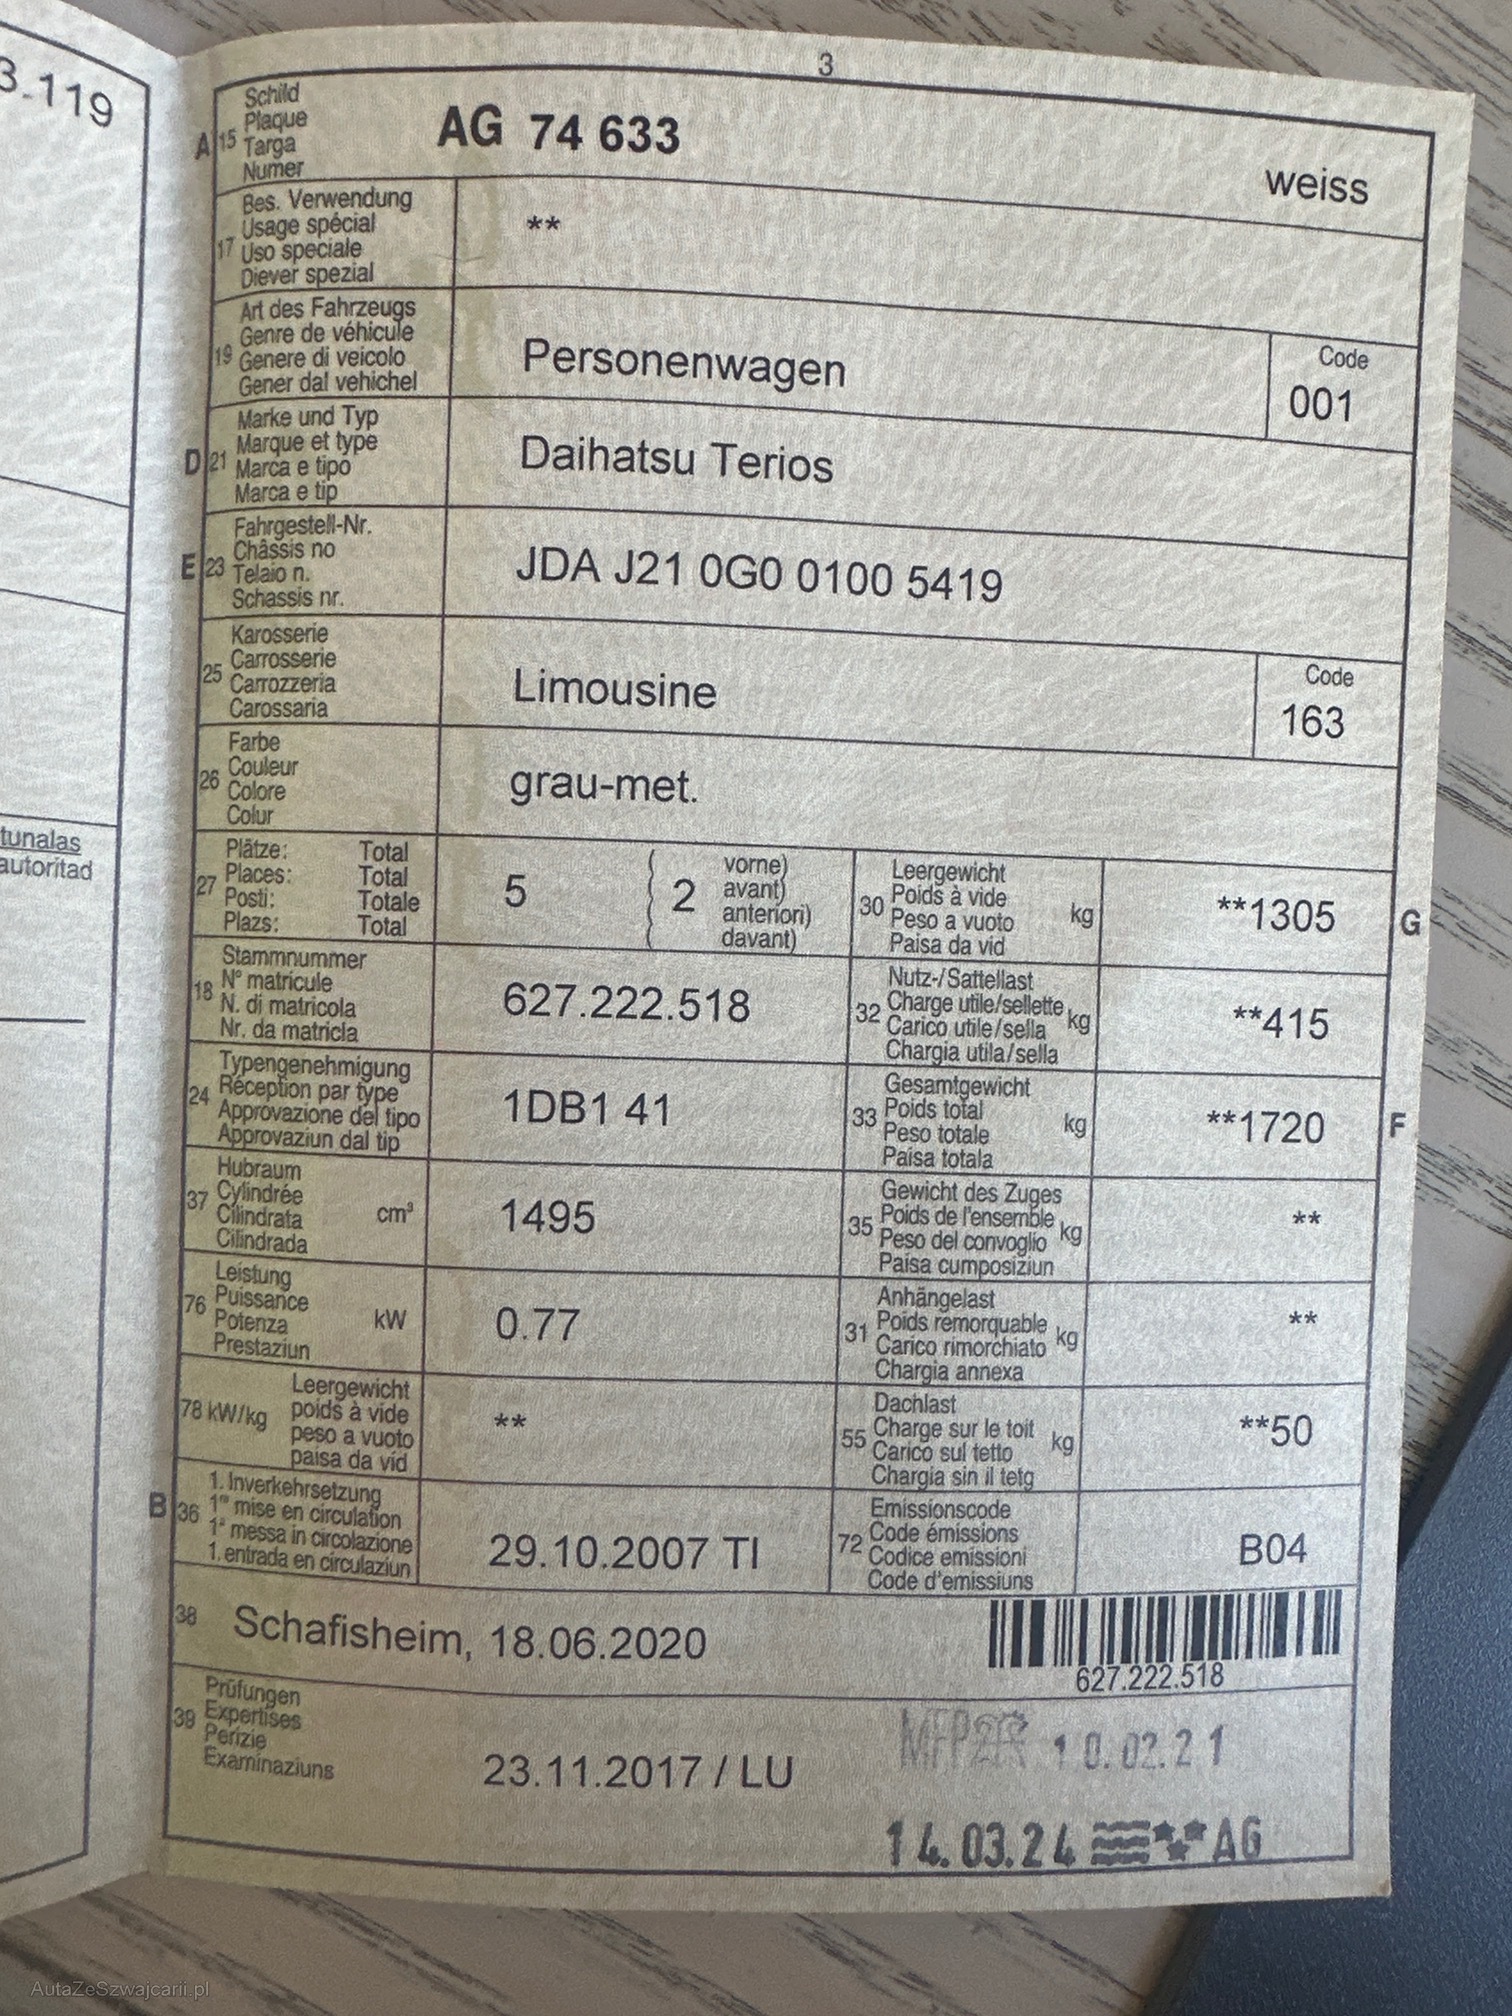 3.119
tunalas
autoritad
3
A 15 Schild
Plaque
Targa
Numer
AG 74 633
weiss
17 Bes. Verwendung
Usage spécial
Uso speciale
Diever spezial
**
19 Art des Fahrzeugs
Genre de véhicule
Genere di veicolo
Gener dal vehichel
Personenwagen
Code
001
D 21 Marke und Typ
Marque et type
Marca e tipo
Marca e tip
Daihatsu Terios
E 23 Fahrgestell-Nr.
Châssis no
Telaio n.
Schassis nr.
JDA J21 0G0 0100 5419
25 Karosserie
Carrosserie
Carrozzeria
Carossaria
Limousine
Code
163
26 Farbe
Couleur
Colore
Colur
grau-met.
27 Plätze: Total
Places: Total
Posti: Totale
Plazs: Total
5 ( 2 vorne)
avant)
anteriori)
davant)
30 Leergewicht
Poids à vide
Peso a vuoto kg
Paisa da vid
**1305 G
18 Stammnummer
N° matricule
N. di matricola
Nr. da matricla
627.222.518
32 Nutz-/Sattellast
Charge utile/sellette
Carico utile/sella kg
Chargia utila/sella
**415
24 Typengenehmigung
Réception par type
Approvazione del tipo
Approvaziun dal tip
1DB1 41
33 Gesamtgewicht
Poids total
Peso totale kg
Paisa totala
**1720 F
37 Hubraum
Cylindrée
Cilindrata cm³
Cilindrada
1495
35 Gewicht des Zuges
Poids de l'ensemble
Peso del convoglio kg
Paisa cumposiziun
**
76 Leistung
Puissance
Potenza kW
Prestaziun
0.77
31 Anhängelast
Poids remorquable
Carico rimorchiato kg
Chargia annexa
**
78 kW/kg Leergewicht
poids à vide
peso a vuoto
paisa da vid
**
55 Dachlast
Charge sur le toit
Carico sul tetto kg
Chargia sin il tetg
**50
B 36 1. Inverkehrsetzung
1re mise en circulation
1a messa in circolazione
1. entrada en circulaziun
29.10.2007 TI
72 Emissionscode
Code émissions
Codice emissioni
Code d'emissiuns
B04
38 Schafisheim, 18.06.2020
627.222.518
39 Prüfungen
Expertises
Perizie
Examinaziuns
23.11.2017 / LU
10.02.21
14.03.24 AG
AutaZeSzwajcarii.pl